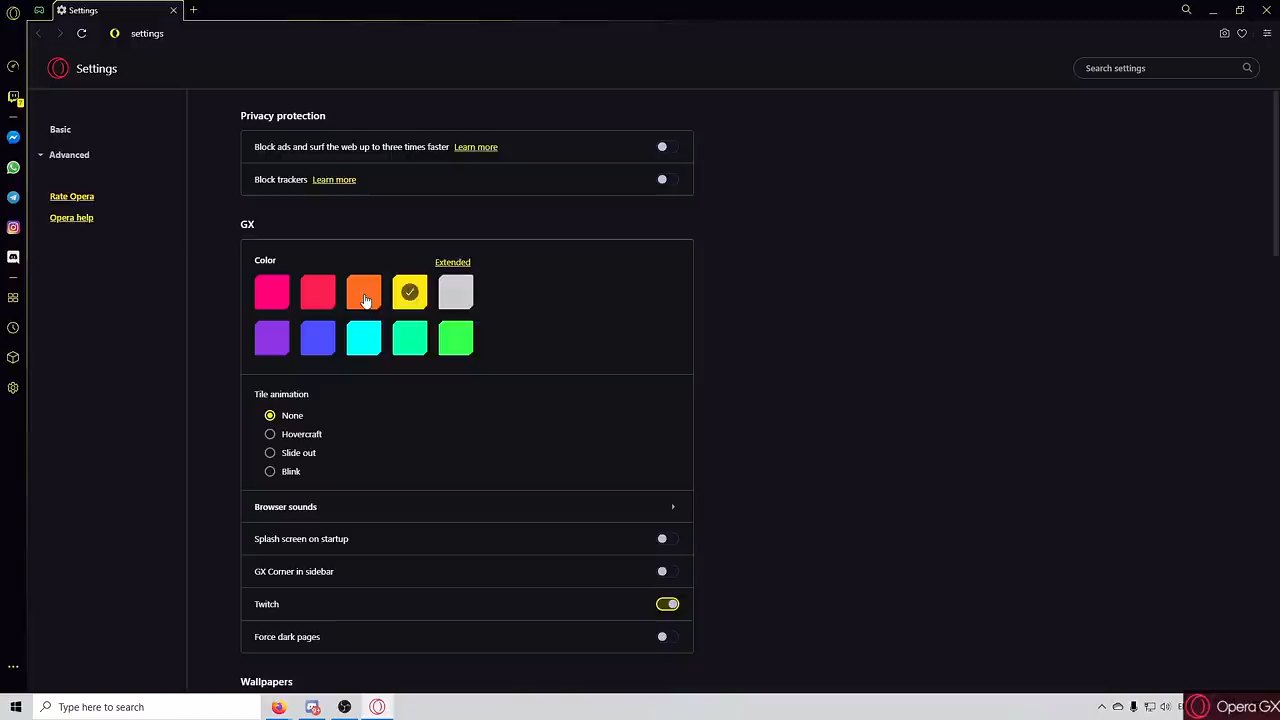 Settings
settings
Settings
Search settings
Basic
Advanced
Rate Opera
Opera help
Privacy protection
Block ads and surf the web up to three times faster Learn more
Block trackers Learn more
GX
Color
Extended
Tile animation
None
Hovercraft
Slide out
Blink
Browser sounds
Splash screen on startup
GX Corner in sidebar
Twitch
Force dark pages
Wallpapers
Type here to search
Opera GX